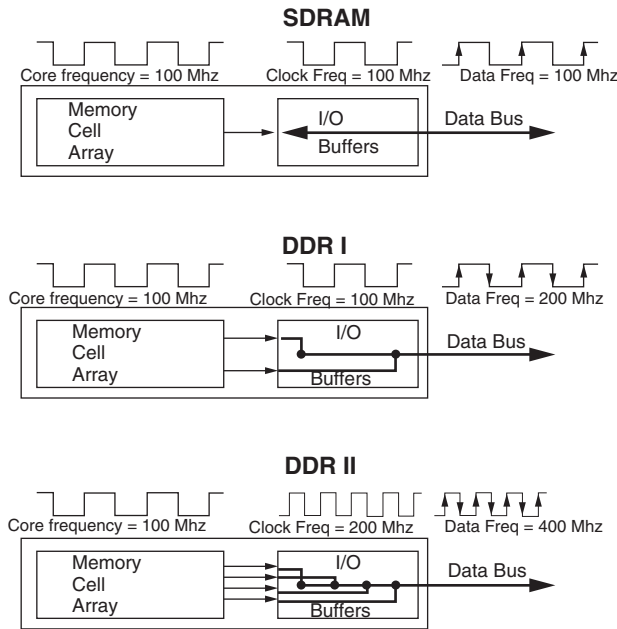 SDRAM
Core frequency = 100 Mhz
Clock Freq = 100 Mhz
Data Freq = 100 Mhz
Memory
Cell
Array
I/O
Buffers
Data Bus
DDR I
Core frequency = 100 Mhz
Clock Freq = 100 Mhz
Data Freq = 200 Mhz
Memory
Cell
Array
I/O
Buffers
Data Bus
DDR II
Core frequency = 100 Mhz
Clock Freq = 200 Mhz
Data Freq = 400 Mhz
Memory
Cell
Array
I/O
Buffers
Data Bus